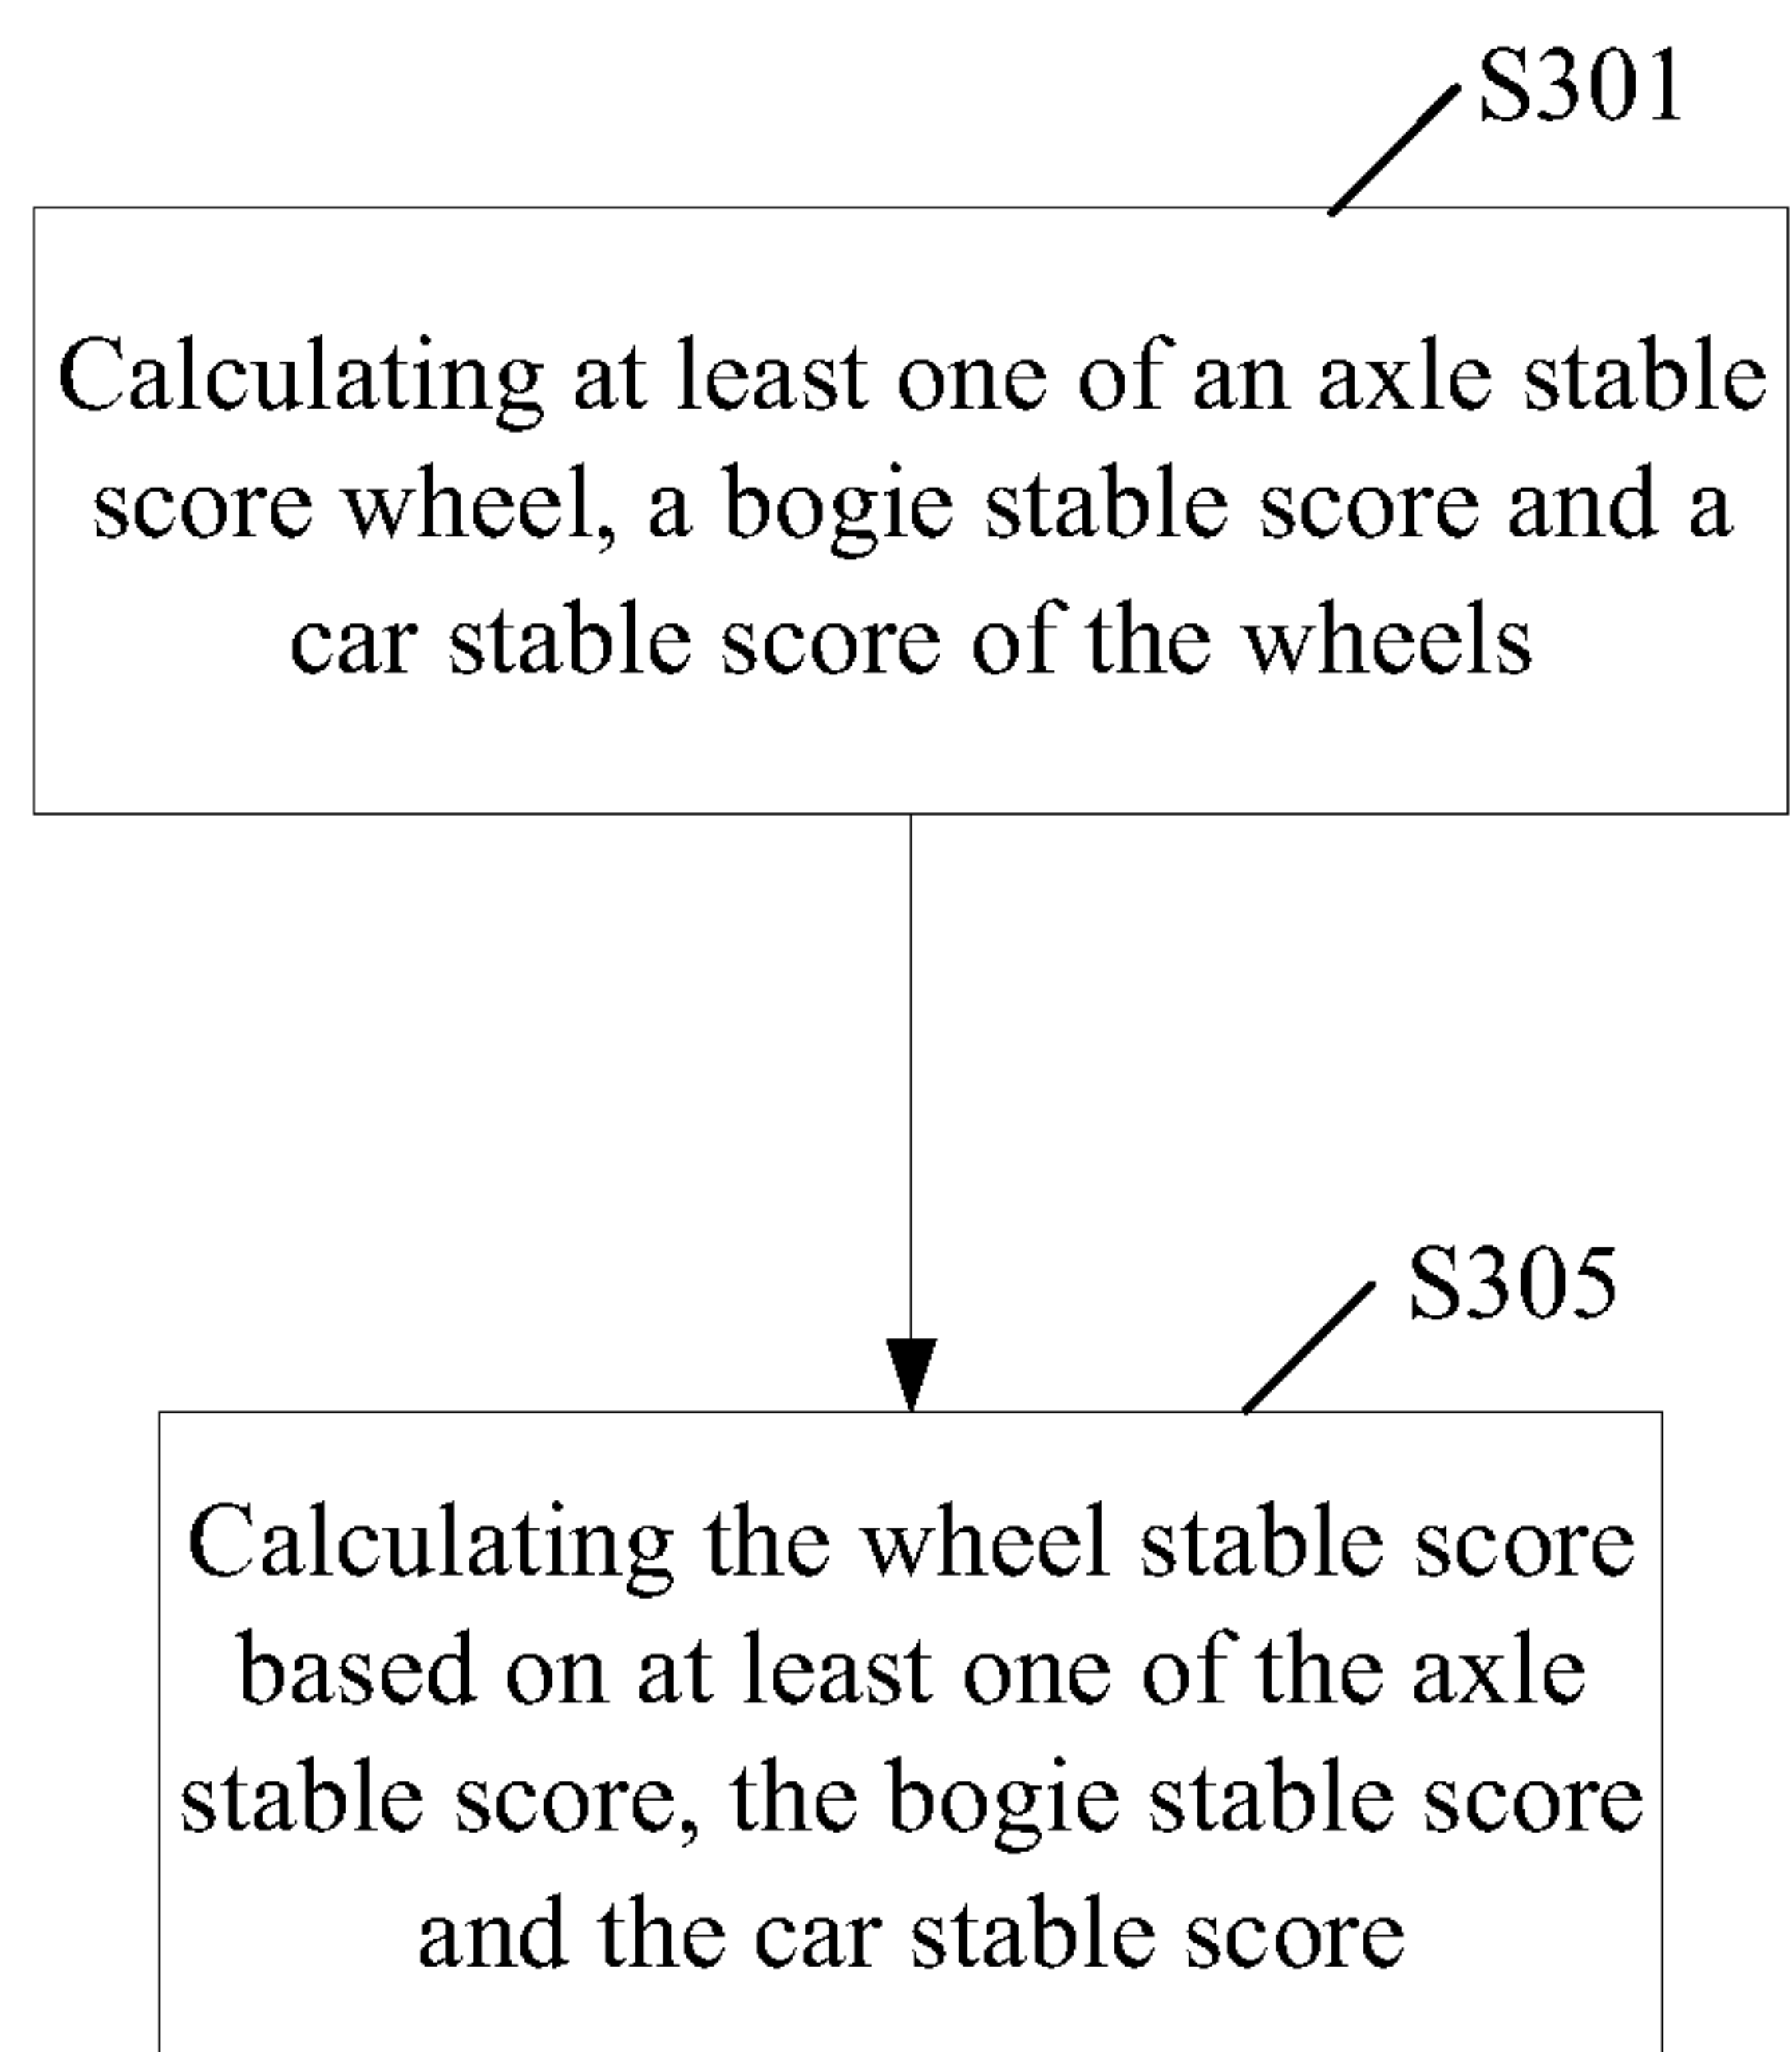 S301
Calculating at least one of an axle stable
score wheel, a bogie stable score and a
car stable score of the wheels
S305
Calculating the wheel stable score
based on at least one of the axle
stable score, the bogie stable score
and the car stable score